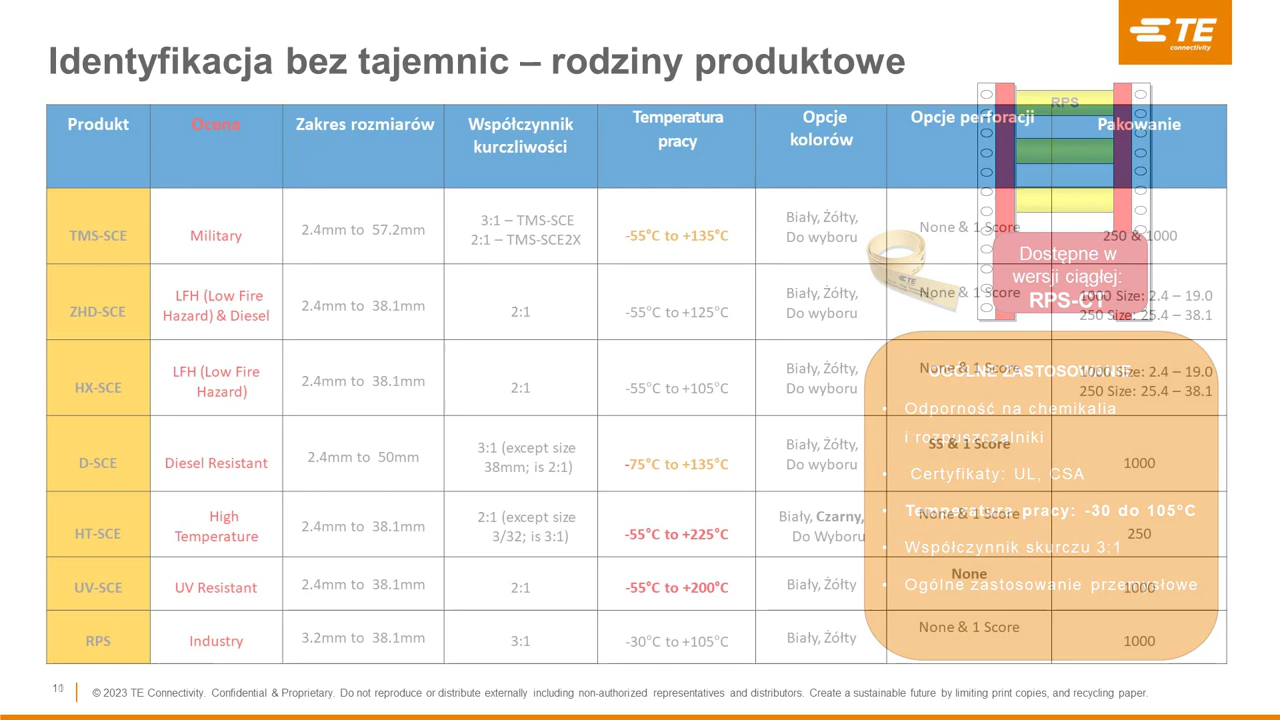 TE
connectivity
Identyfikacja bez tajemnic – rodziny produktowe
RPS
Produkt
Ocena
Zakres rozmiarów
Współczynnik
kurczliwości
Temperatura
pracy
Opcje
kolorów
Opcje perforacji
Pakowanie
TMS-SCE
Military
2.4mm to 57.2mm
3:1 – TMS-SCE
2:1 – TMS-SCE2X
-55°C to +135°C
Biały, Żółty,
Do wyboru
None & 1 Score
250 & 1000
TE
Dostępne w
wersji ciągłej:
RPS-CT
ZHD-SCE
LFH (Low Fire
Hazard) & Diesel
2.4mm to 38.1mm
2:1
-55°C to +125°C
Biały, Żółty,
Do wyboru
None & 1 Score
1000 Size: 2.4 – 19.0
250 Size: 25.4 – 38.1
HX-SCE
LFH (Low Fire
Hazard)
2.4mm to 38.1mm
2:1
-55°C to +105°C
Biały, Żółty,
Do wyboru
None & 1 Score
1000 Size: 2.4 – 19.0
250 Size: 25.4 – 38.1
D-SCE
Diesel Resistant
2.4mm to 50mm
3:1 (except size
38mm; is 2:1)
-75°C to +135°C
Biały, Żółty,
Do wyboru
SS & 1 Score
1000
HT-SCE
High
Temperature
2.4mm to 38.1mm
2:1 (except size
3/32; is 3:1)
-55°C to +225°C
Biały, Czarny,
Do Wyboru
None & 1 Score
250
UV-SCE
UV Resistant
2.4mm to 38.1mm
2:1
-55°C to +200°C
Biały, Żółty
None
1000
RPS
Industry
3.2mm to 38.1mm
3:1
-30°C to +105°C
Biały, Żółty
None & 1 Score
1000
OGÓLNE ZASTOSOWANIE
• Odporność na chemikalia
i rozpuszczalniki
• Certyfikaty: UL, CSA
• Temperatura pracy: -30 do 105°C
• Współczynnik skurczu 3:1
• Ogólne zastosowanie przemysłowe
© 2023 TE Connectivity. Confidential & Proprietary. Do not reproduce or distribute externally including non-authorized representatives and distributors. Create a sustainable future by limiting print copies, and recycling paper.